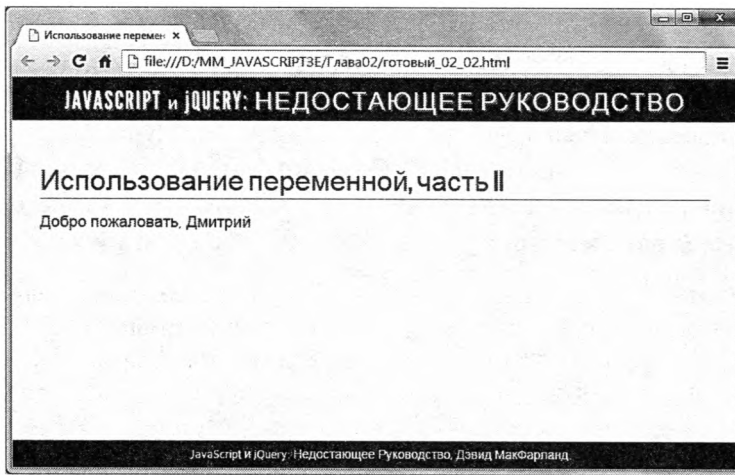 Использование перемен
file:///D:/MM_JAVASCRIPT3E/Глава02/готовый_02_02.html
JAVASCRIPT и jQUERY: НЕДОСТАЮЩЕЕ РУКОВОДСТВО
Использование переменной, часть II
Добро пожаловать, Дмитрий
JavaScript и jQuery: Недостающее Руководство, Дэвид МакФарланд.